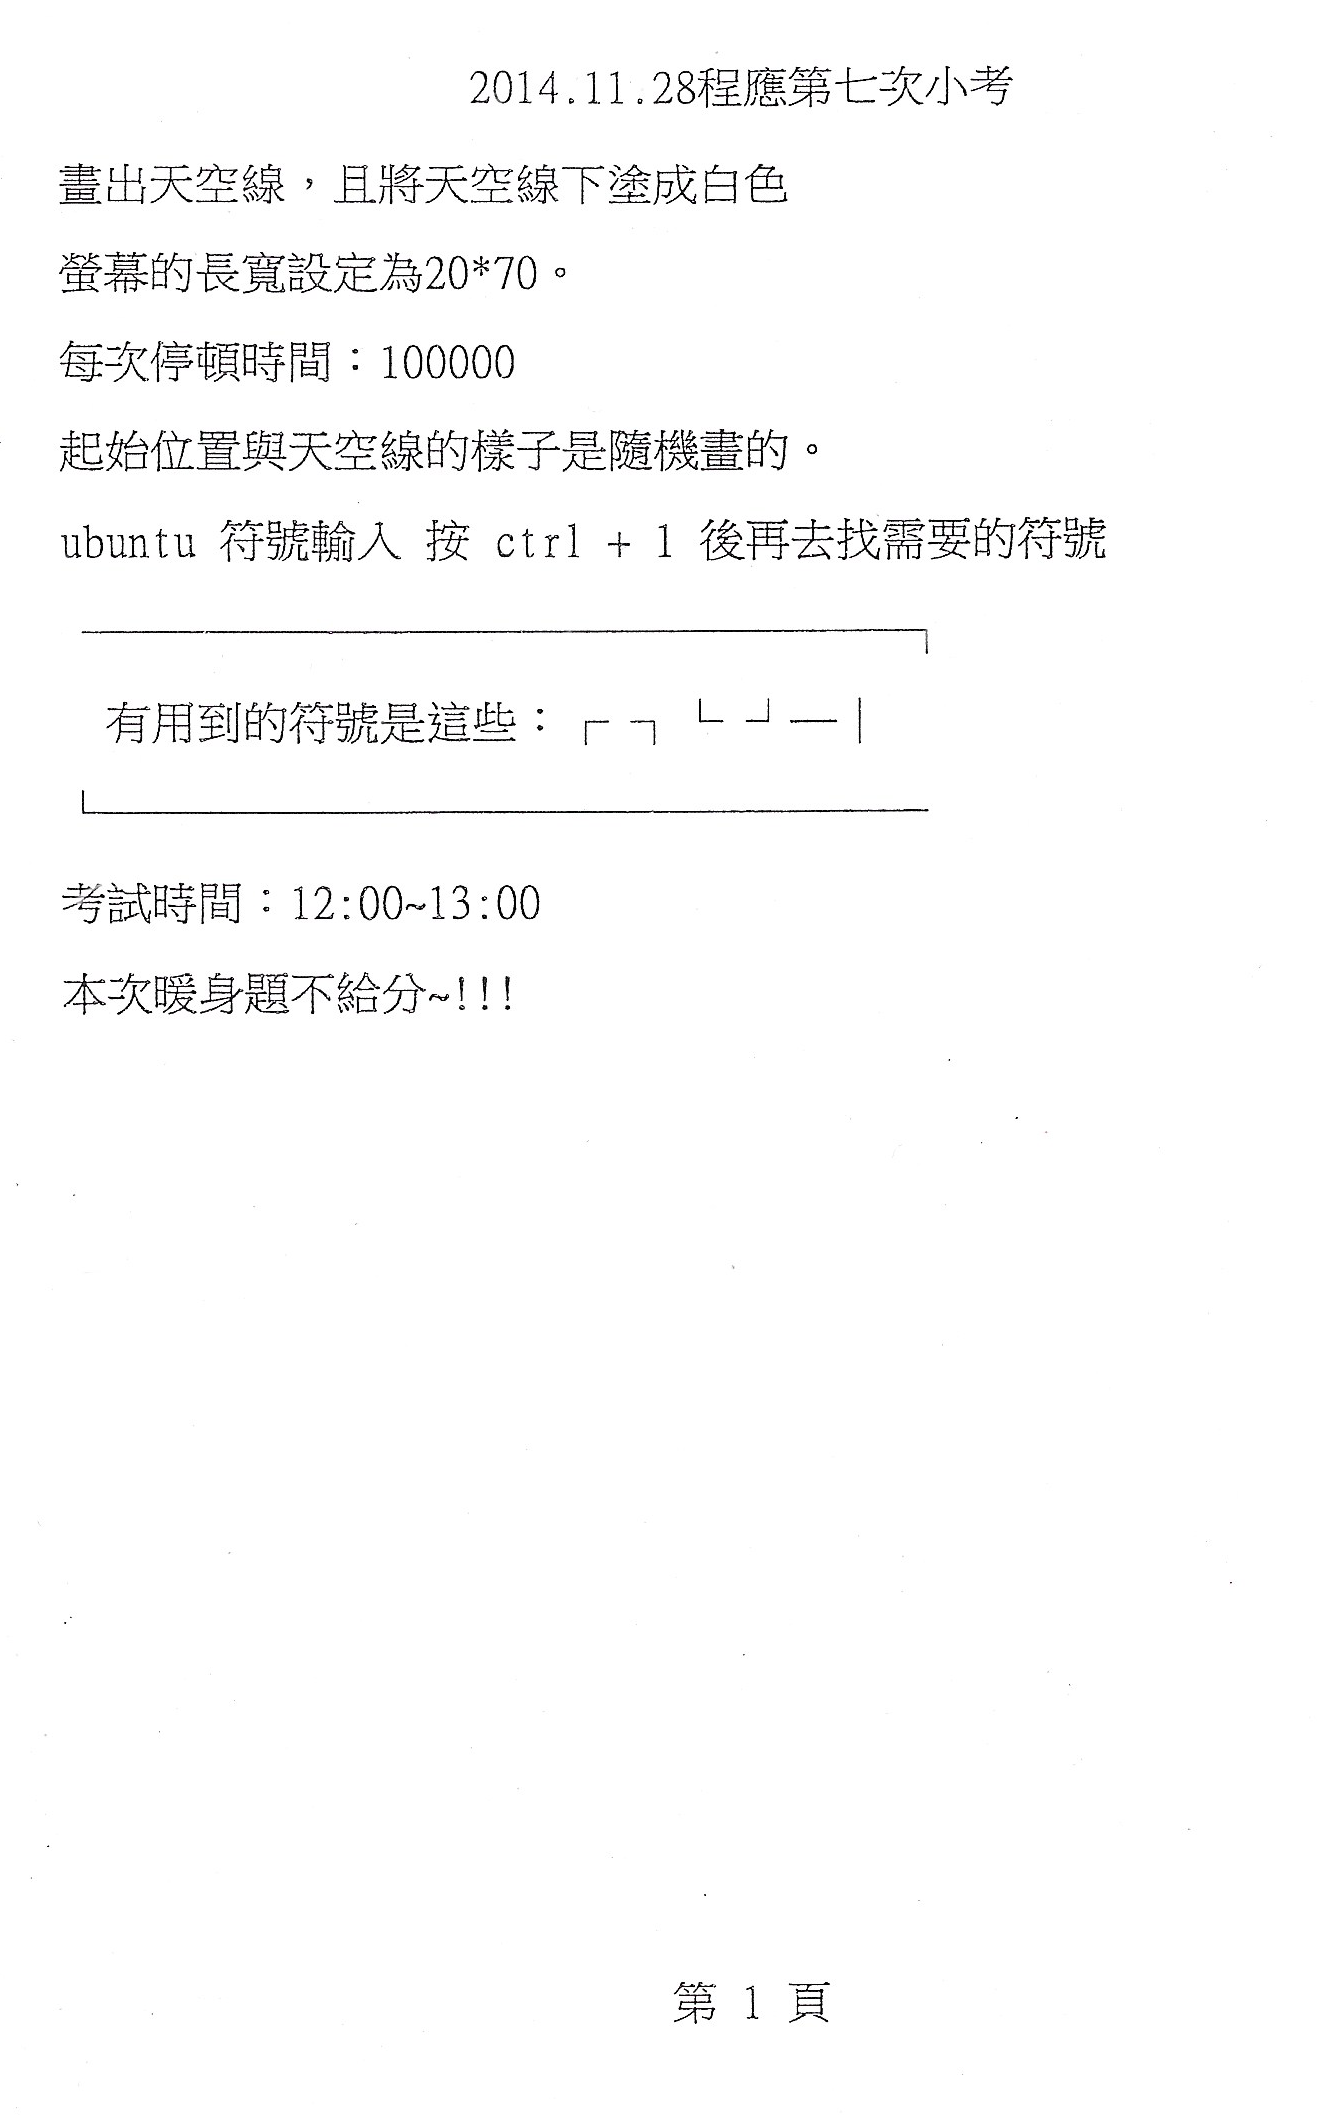 2014.11.28程應第七次小考
畫出天空線，且將天空線下塗成白色
螢幕的長寬設定為20*70。
每次停頓時間：100000
起始位置與天空線的樣子是隨機畫的。
ubuntu 符號輸入 按 ctrl + 1 後再去找需要的符號
有用到的符號是這些：┌ ┐ └ ┘─│
考試時間：12:00~13:00
本次暖身題不給分~!!!
第 1 頁